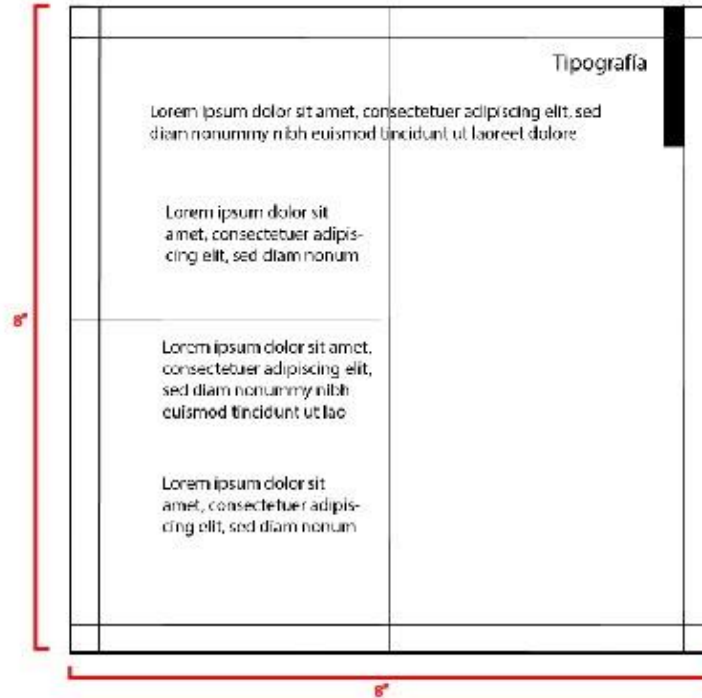 Tipografía
Lorem ipsum dolor sit amet, consectetuer adipiscing elit, sed
diam nonummy nibh euismod tincidunt ut laoreet dolore
Lorem ipsum dolor sit
amet, consectetuer adipis-
cing elit, sed diam nonum
8"
Lorem ipsum dolor sit amet,
consectetuer adipiscing elit,
sed diam nonummy nibh
euismod tincidunt ut lao
Lorem ipsum dolor sit
amet, consectetuer adipis-
cing elit, sed diam nonum
8"